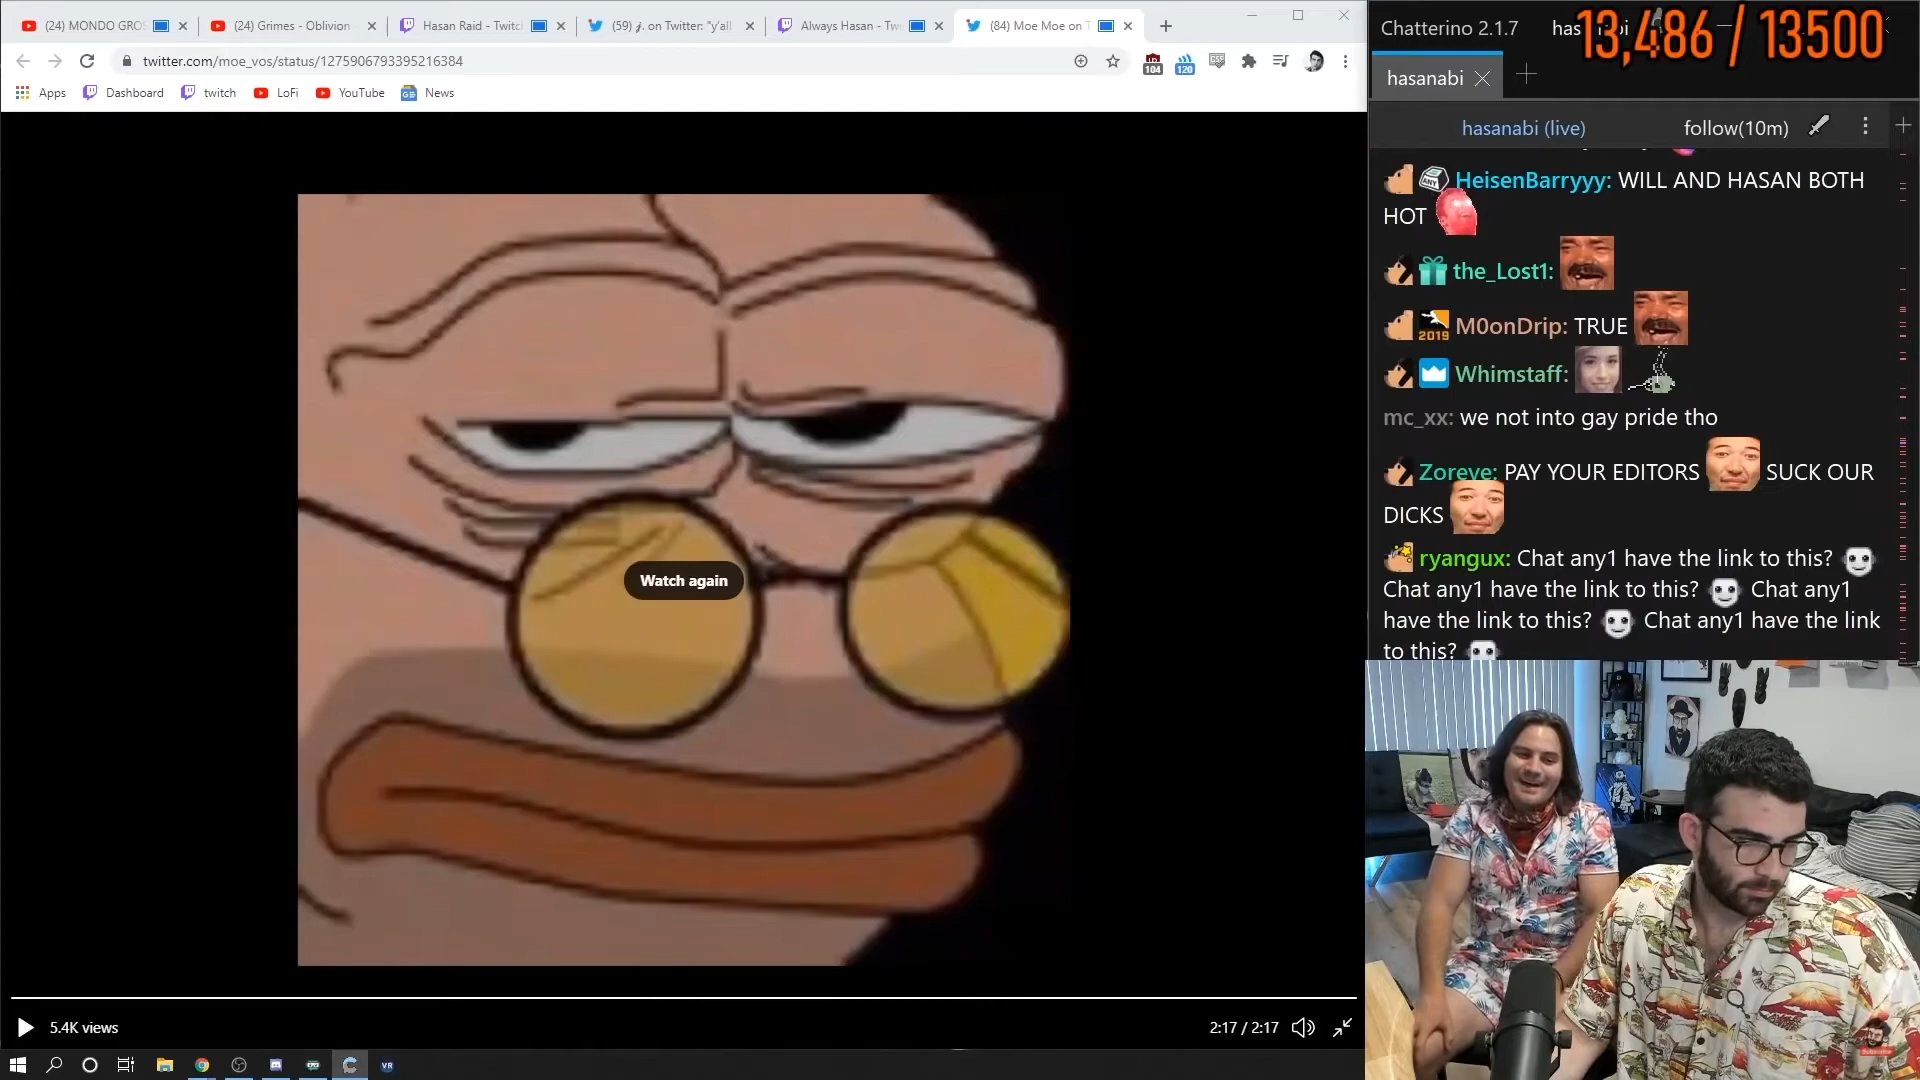 (24) MONDO GROS
(24) Grimes - Oblivion
Hasan Raid - Twitc
(59) 𝒿. on Twitter: "y'all
Always Hasan - Tw
(84) Moe Moe on T
twitter.com/moe_vos/status/1275906793395216384
104
120
Apps
Dashboard
twitch
LoFi
YouTube
News
Watch again
5.4K views
2:17 / 2:17
VR
Chatterino 2.1.7
13,486 / 13500
hasanabi
hasanabi (live)
follow(10m)
HeisenBarryyy: WILL AND HASAN BOTH
HOT
the_Lost1:
2019 M0onDrip: TRUE
Whimstaff:
mc_xx: we not into gay pride tho
Zoreve: PAY YOUR EDITORS SUCK OUR
DICKS
ryangux: Chat any1 have the link to this?
Chat any1 have the link to this? Chat any1
have the link to this? Chat any1 have the link
to this?
Subscribe